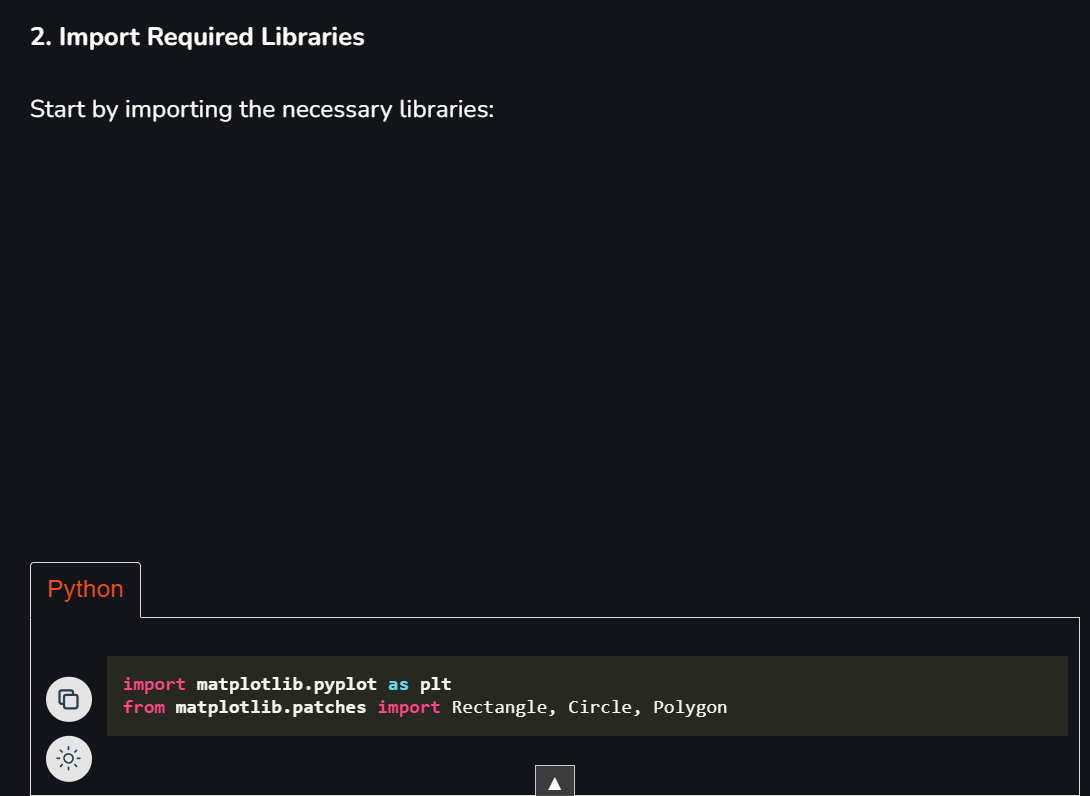 2. Import Required Libraries
Start by importing the necessary libraries:
Python
import matplotlib.pyplot as plt
from matplotlib.patches import Rectangle, Circle, Polygon